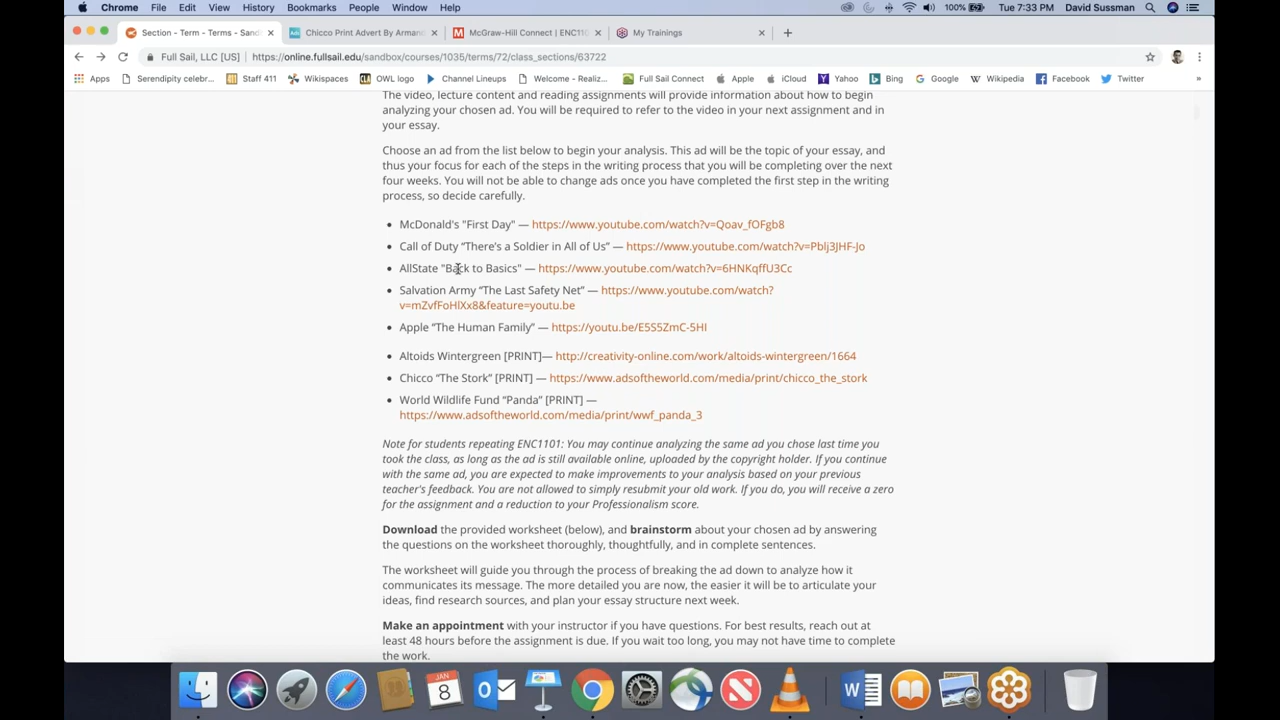 Chrome File Edit View History Bookmarks People Window Help 100% Tue 7:33 PM David Sussman
Section - Term - Terms - Sand Chicco Print Advert By Armand McGraw-Hill Connect | ENC110 My Trainings
Full Sail, LLC [US] https://online.fullsail.edu/sandbox/courses/1035/terms/72/class_sections/63722
Apps Serendipity celebr... Staff 411 Wikispaces OWL logo Channel Lineups Welcome - Realiz... Full Sail Connect Apple iCloud Yahoo Bing Google Wikipedia Facebook Twitter »
The video, lecture content and reading assignments will provide information about how to begin
analyzing your chosen ad. You will be required to refer to the video in your next assignment and in
your essay.
Choose an ad from the list below to begin your analysis. This ad will be the topic of your essay, and
thus your focus for each of the steps in the writing process that you will be completing over the next
four weeks. You will not be able to change ads once you have completed the first step in the writing
process, so decide carefully.
• McDonald's "First Day" — https://www.youtube.com/watch?v=Qoav_fOFgb8
• Call of Duty “There’s a Soldier in All of Us” — https://www.youtube.com/watch?v=Pblj3JHF-Jo
• AllState "Back to Basics" — https://www.youtube.com/watch?v=6HNKqffU3Cc
• Salvation Army “The Last Safety Net” — https://www.youtube.com/watch?
v=mZvfFoHlXx8&feature=youtu.be
• Apple “The Human Family” — https://youtu.be/E5S5ZmC-5HI
• Altoids Wintergreen [PRINT]— http://creativity-online.com/work/altoids-wintergreen/1664
• Chicco “The Stork” [PRINT] — https://www.adsoftheworld.com/media/print/chicco_the_stork
• World Wildlife Fund “Panda” [PRINT] —
https://www.adsoftheworld.com/media/print/wwf_panda_3
Note for students repeating ENC1101: You may continue analyzing the same ad you chose last time you
took the class, as long as the ad is still available online, uploaded by the copyright holder. If you continue
with the same ad, you are expected to make improvements to your analysis based on your previous
teacher's feedback. You are not allowed to simply resubmit your old work. If you do, you will receive a zero
for the assignment and a reduction to your Professionalism score.
Download the provided worksheet (below), and brainstorm about your chosen ad by answering
the questions on the worksheet thoroughly, thoughtfully, and in complete sentences.
The worksheet will guide you through the process of breaking the ad down to analyze how it
communicates its message. The more detailed you are now, the easier it will be to articulate your
ideas, find research sources, and plan your essay structure next week.
Make an appointment with your instructor if you have questions. For best results, reach out at
least 48 hours before the assignment is due. If you wait too long, you may not have time to complete
the work.
JAN
8